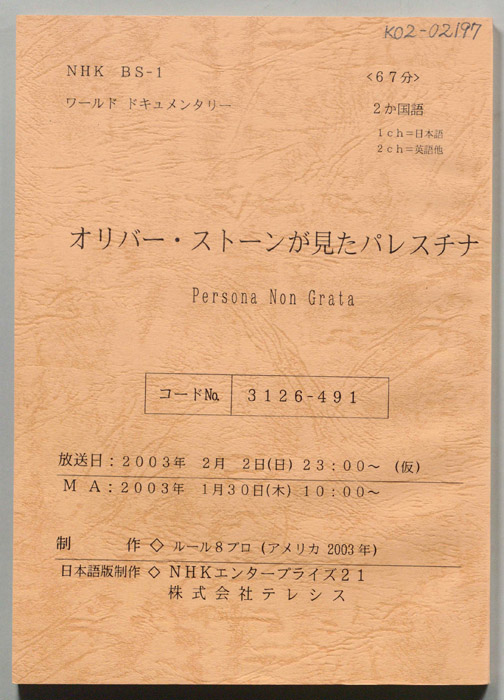 K02-02197
NHK BS-1 <67分>
ワールド ドキュメンタリー 2か国語
1ch=日本語
2ch=英語他
オリバー・ストーンが見たパレスチナ
Persona Non Grata
コード№ 3126-491
放送日:2003年 2月 2日(日) 23:00〜 (仮)
MA:2003年 1月30日(木) 10:00〜
制 作 ◇ ルール8プロ (アメリカ 2003年)
日本語版制作 ◇ NHKエンタープライズ21
株式会社テレシス